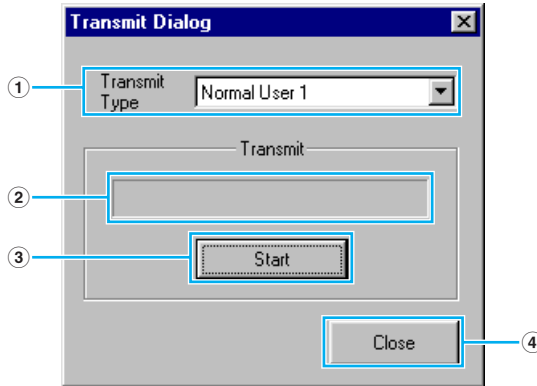 Transmit Dialog
①
Transmit
Type
Normal User 1
Transmit
②
③
Start
Close
④